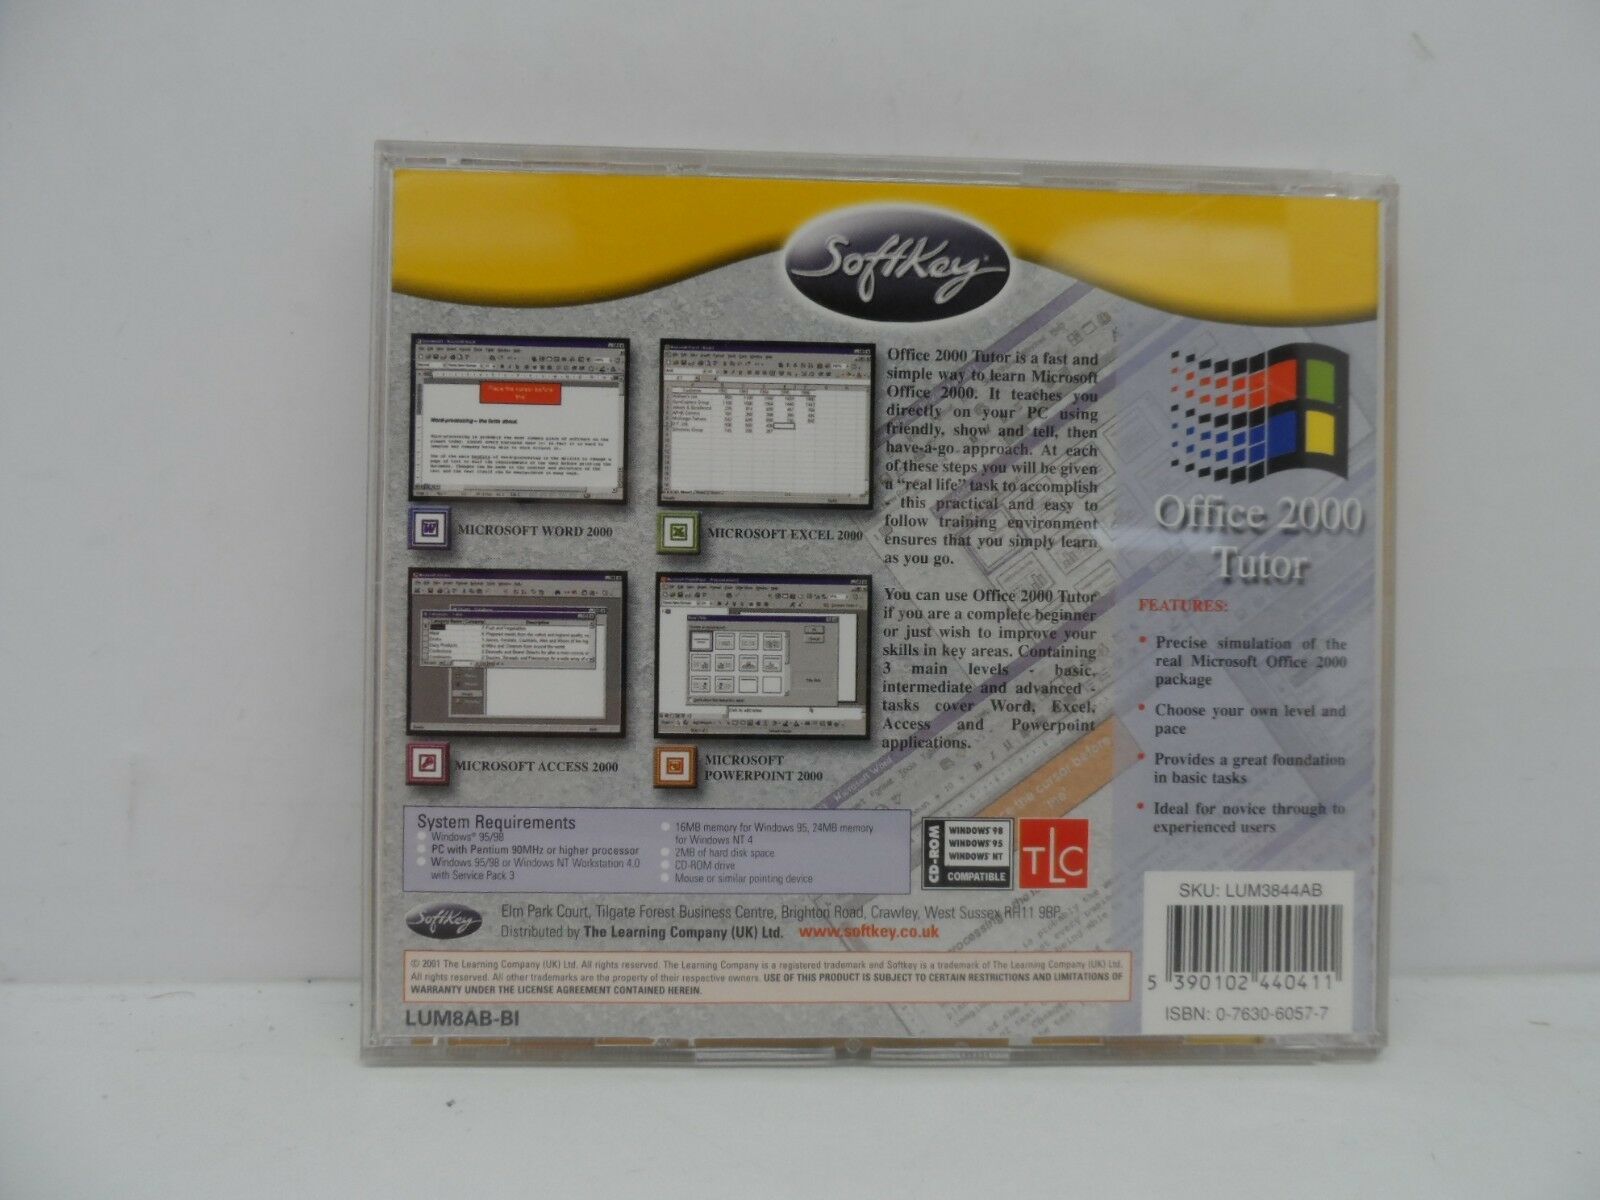 SoftKey
Place the cursor before
Word-processing – the facts about.
MICROSOFT WORD 2000
MICROSOFT EXCEL 2000
MICROSOFT ACCESS 2000
MICROSOFT
POWERPOINT 2000
Office 2000 Tutor is a fast and
simple way to learn Microsoft
Office 2000. It teaches you
directly on your PC using
friendly, show and tell, then
have-a-go approach. At each
of these steps you will be given
a “real life” task to accomplish
- this practical and easy to
follow training environment
ensures that you simply learn
as you go.
You can use Office 2000 Tutor
if you are a complete beginner
or just wish to improve your
skills in key areas. Containing
3 main levels - basic,
intermediate and advanced -
tasks cover Word, Excel,
Access and Powerpoint
applications.
Office 2000
Tutor
FEATURES:
• Precise simulation of the
real Microsoft Office 2000
package
• Choose your own level and
pace
• Provides a great foundation
in basic tasks
• Ideal for novice through to
experienced users
System Requirements
Windows® 95/98
PC with Pentium 90MHz or higher processor
Windows 95/98 or Windows NT Workstation 4.0
with Service Pack 3
16MB memory for Windows 95, 24MB memory
for Windows NT 4
2MB of hard disk space
CD-ROM drive
Mouse or similar pointing device
CD-ROM
WINDOWS 98
WINDOWS 95
WINDOWS NT
COMPATIBLE
TLC
SoftKey
Elm Park Court, Tilgate Forest Business Centre, Brighton Road, Crawley, West Sussex RH11 9BP
Distributed by The Learning Company (UK) Ltd. www.softkey.co.uk
© 2001 The Learning Company (UK) Ltd. All rights reserved. The Learning Company is a registered trademark and Softkey is a trademark of The Learning Company (UK) Ltd.
All rights reserved. All other trademarks are the property of their respective owners. USE OF THIS PRODUCT IS SUBJECT TO CERTAIN RESTRICTIONS AND LIMITATIONS OF
WARRANTY UNDER THE LICENSE AGREEMENT CONTAINED HEREIN.
LUM8AB-BI
SKU: LUM3844AB
5 390102 440411
ISBN: 0-7630-6057-7